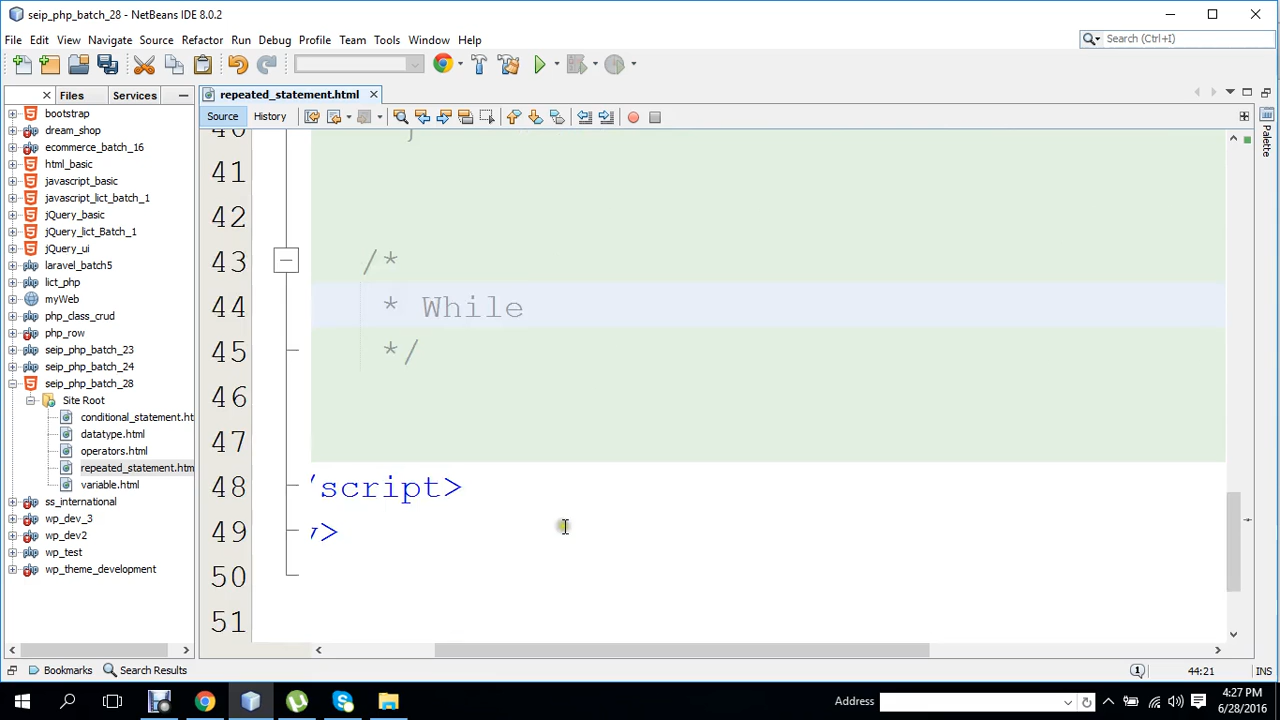 seip_php_batch_28 - NetBeans IDE 8.0.2
File Edit View Navigate Source Refactor Run Debug Profile Team Tools Window Help
Search (Ctrl+I)
Files Services
repeated_statement.html
Source History
Palette
bootstrap
dream_shop
ecommerce_batch_16
html_basic
javascript_basic
javascript_lict_batch_1
jQuery_basic
jQuery_lict_Batch_1
jQuery_ui
laravel_batch5
lict_php
myWeb
php_class_crud
php_row
seip_php_batch_23
seip_php_batch_24
seip_php_batch_28
Site Root
conditional_statement.ht
datatype.html
operators.html
repeated_statement.htm
variable.html
ss_international
wp_dev_3
wp_dev2
wp_test
wp_theme_development
40 }
41
42
43 /*
44 * While
45 */
46
47
48 /script>
49 y>
50
51
Bookmarks Search Results
1 44:21 INS
Address
4:27 PM
6/28/2016